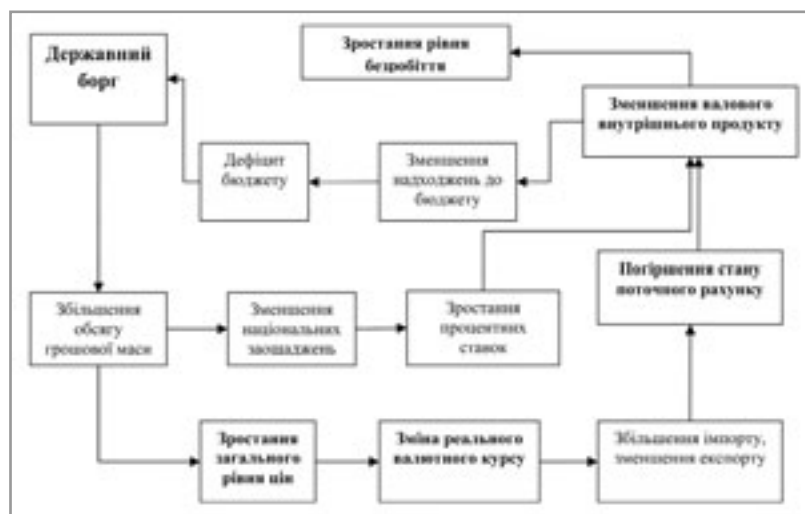 Державний
борг
Зростання рівня
безробіття
Зменшення валового
внутрішнього продукту
Дефіцит
бюджету
Зменшення
надходжень до
бюджету
Погіршення стану
поточного рахунку
Збільшення
обсягу
грошової маси
Зменшення
національних
заощаджень
Зростання
процентних
станок
Зростання
загального
рівня цін
Зміна реального
валютного курсу
Збільшення імпорту,
зменшення експорту